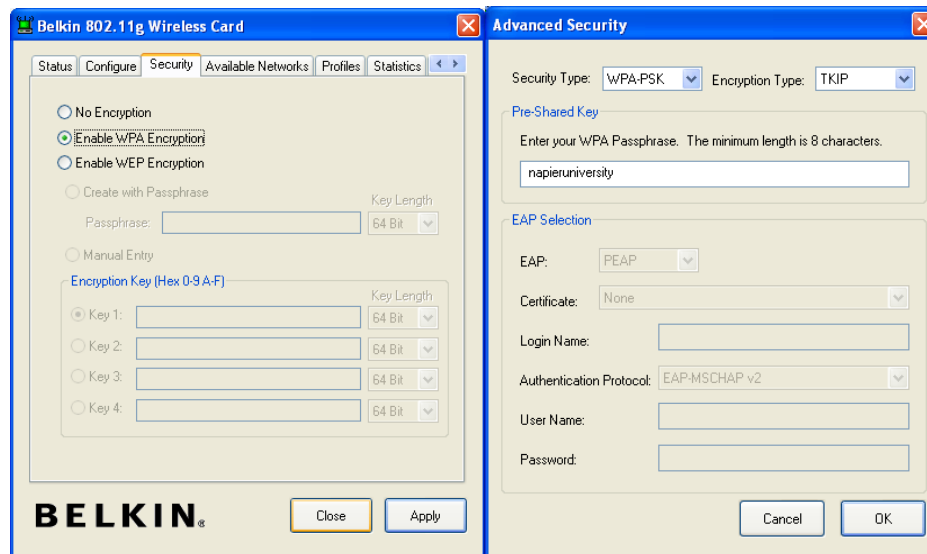 Belkin 802.11g Wireless Card
Status Configure Security Available Networks Profiles Statistics
No Encryption
Enable WPA Encryption
Enable WEP Encryption
Create with Passphrase
Key Length
Passphrase: 64 Bit
Manual Entry
Encryption Key (Hex 0-9 A-F)
Key Length
Key 1: 64 Bit
Key 2: 64 Bit
Key 3: 64 Bit
Key 4: 64 Bit
BELKIN® Close Apply
Advanced Security
Security Type: WPA-PSK Encryption Type: TKIP
Pre-Shared Key
Enter your WPA Passphrase. The minimum length is 8 characters.
napieruniversity
EAP Selection
EAP: PEAP
Certificate: None
Login Name:
Authentication Protocol: EAP-MSCHAP v2
User Name:
Password:
Cancel OK